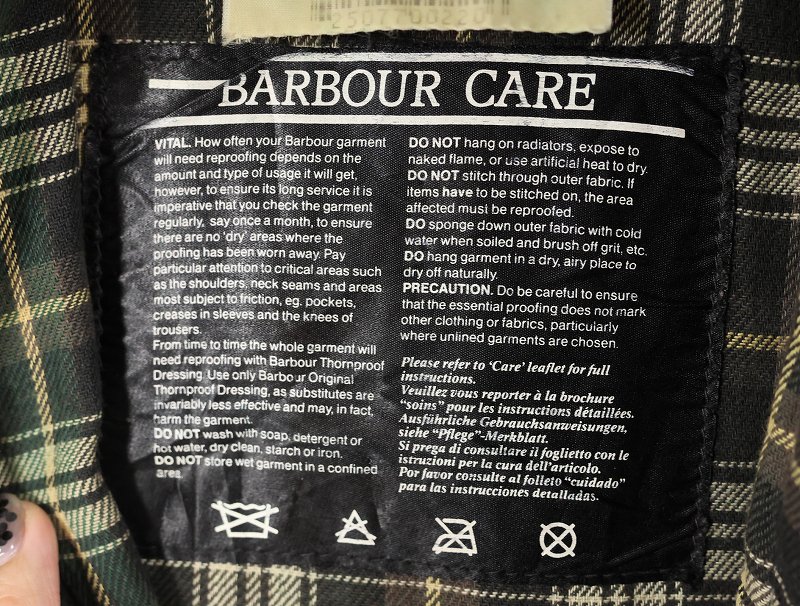 2507700220
BARBOUR CARE
VITAL. How often your Barbour garment
will need reproofing depends on the
amount and type of usage it will get,
however, to ensure its long service it is
imperative that you check the garment
regularly, say once a month, to ensure
there are no 'dry' areas where the
proofing has been worn away. Pay
particular attention to critical areas such
as the shoulders, neck seams and areas
most subject to friction, eg. pockets,
creases in sleeves and the knees of
trousers.
From time to time the whole garment will
need reproofing with Barbour Thornproof
Dressing. Use only Barbour Original
Thornproof Dressing, as substitutes are
invariably less effective and may, in fact,
harm the garment.
DO NOT wash with soap, detergent or
hot water, dry clean, starch or iron.
DO NOT store wet garment in a confined
area.
DO NOT hang on radiators, expose to
naked flame, or use artificial heat to dry.
DO NOT stitch through outer fabric. If
items have to be stitched on, the area
affected must be reproofed.
DO sponge down outer fabric with cold
water when soiled and brush off grit, etc.
DO hang garment in a dry, airy place to
dry off naturally.
PRECAUTION. Do be careful to ensure
that the essential proofing does not mark
other clothing or fabrics, particularly
where unlined garments are chosen.
Please refer to 'Care' leaflet for full
instructions.
Veuillez vous reporter à la brochure
"soins" pour les instructions détaillées.
Ausführliche Gebrauchsanweisungen,
siehe "Pflege"-Merkblatt.
Si prega di consultare il foglietto con le
istruzioni per la cura dell'articolo.
Por favor consulte al folleto "cuidado"
para las instrucciones detalladas.